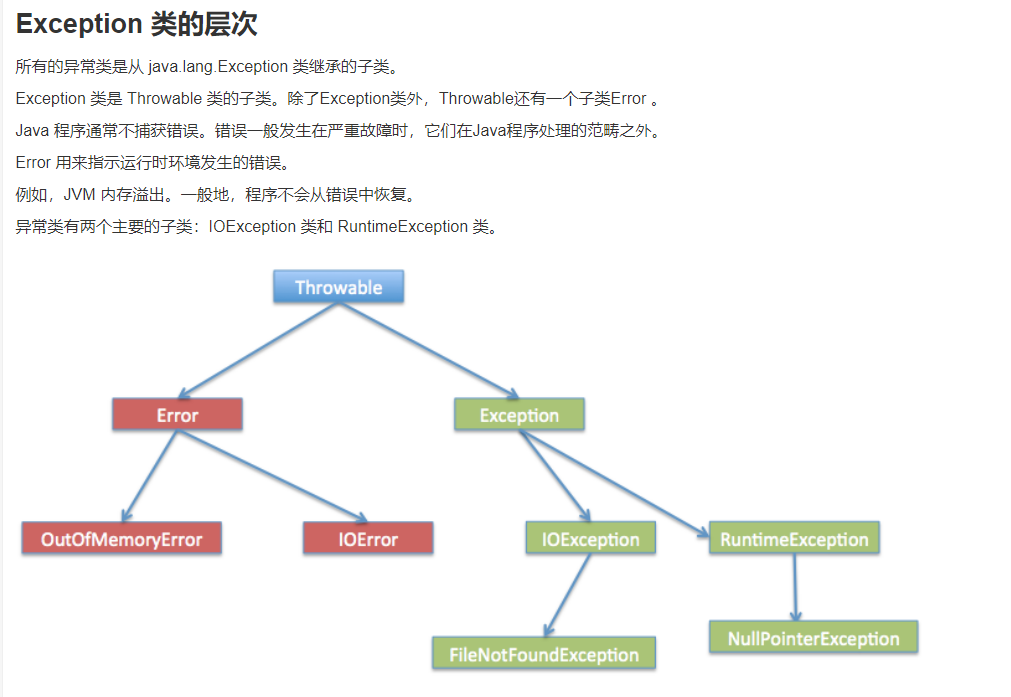 Exception 类的层次
所有的异常类是从 java.lang.Exception 类继承的子类。
Exception 类是 Throwable 类的子类。除了Exception类外，Throwable还有一个子类Error 。
Java 程序通常不捕获错误。错误一般发生在严重故障时，它们在Java程序处理的范畴之外。
Error 用来指示运行时环境发生的错误。
例如，JVM 内存溢出。一般地，程序不会从错误中恢复。
异常类有两个主要的子类：IOException 类和 RuntimeException 类。
Throwable
Error
Exception
OutOfMemoryError
IOError
IOException
RuntimeException
FileNotFoundException
NullPointerException